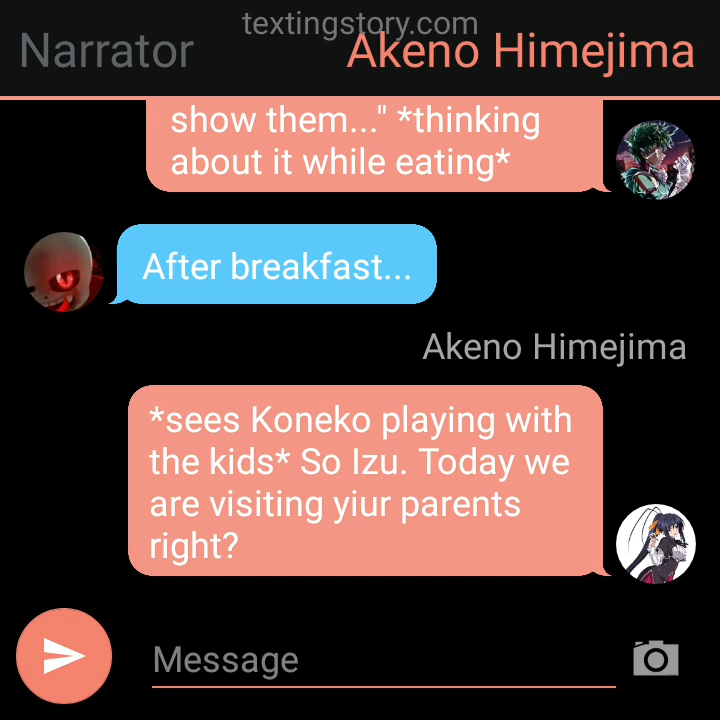 textingstory.com
Narrator
Akeno Himejima
show them..." *thinking
about it while eating*
After breakfast...
Akeno Himejima
*sees Koneko playing with
the kids* So Izu. Today we
are visiting yiur parents
right?
Message